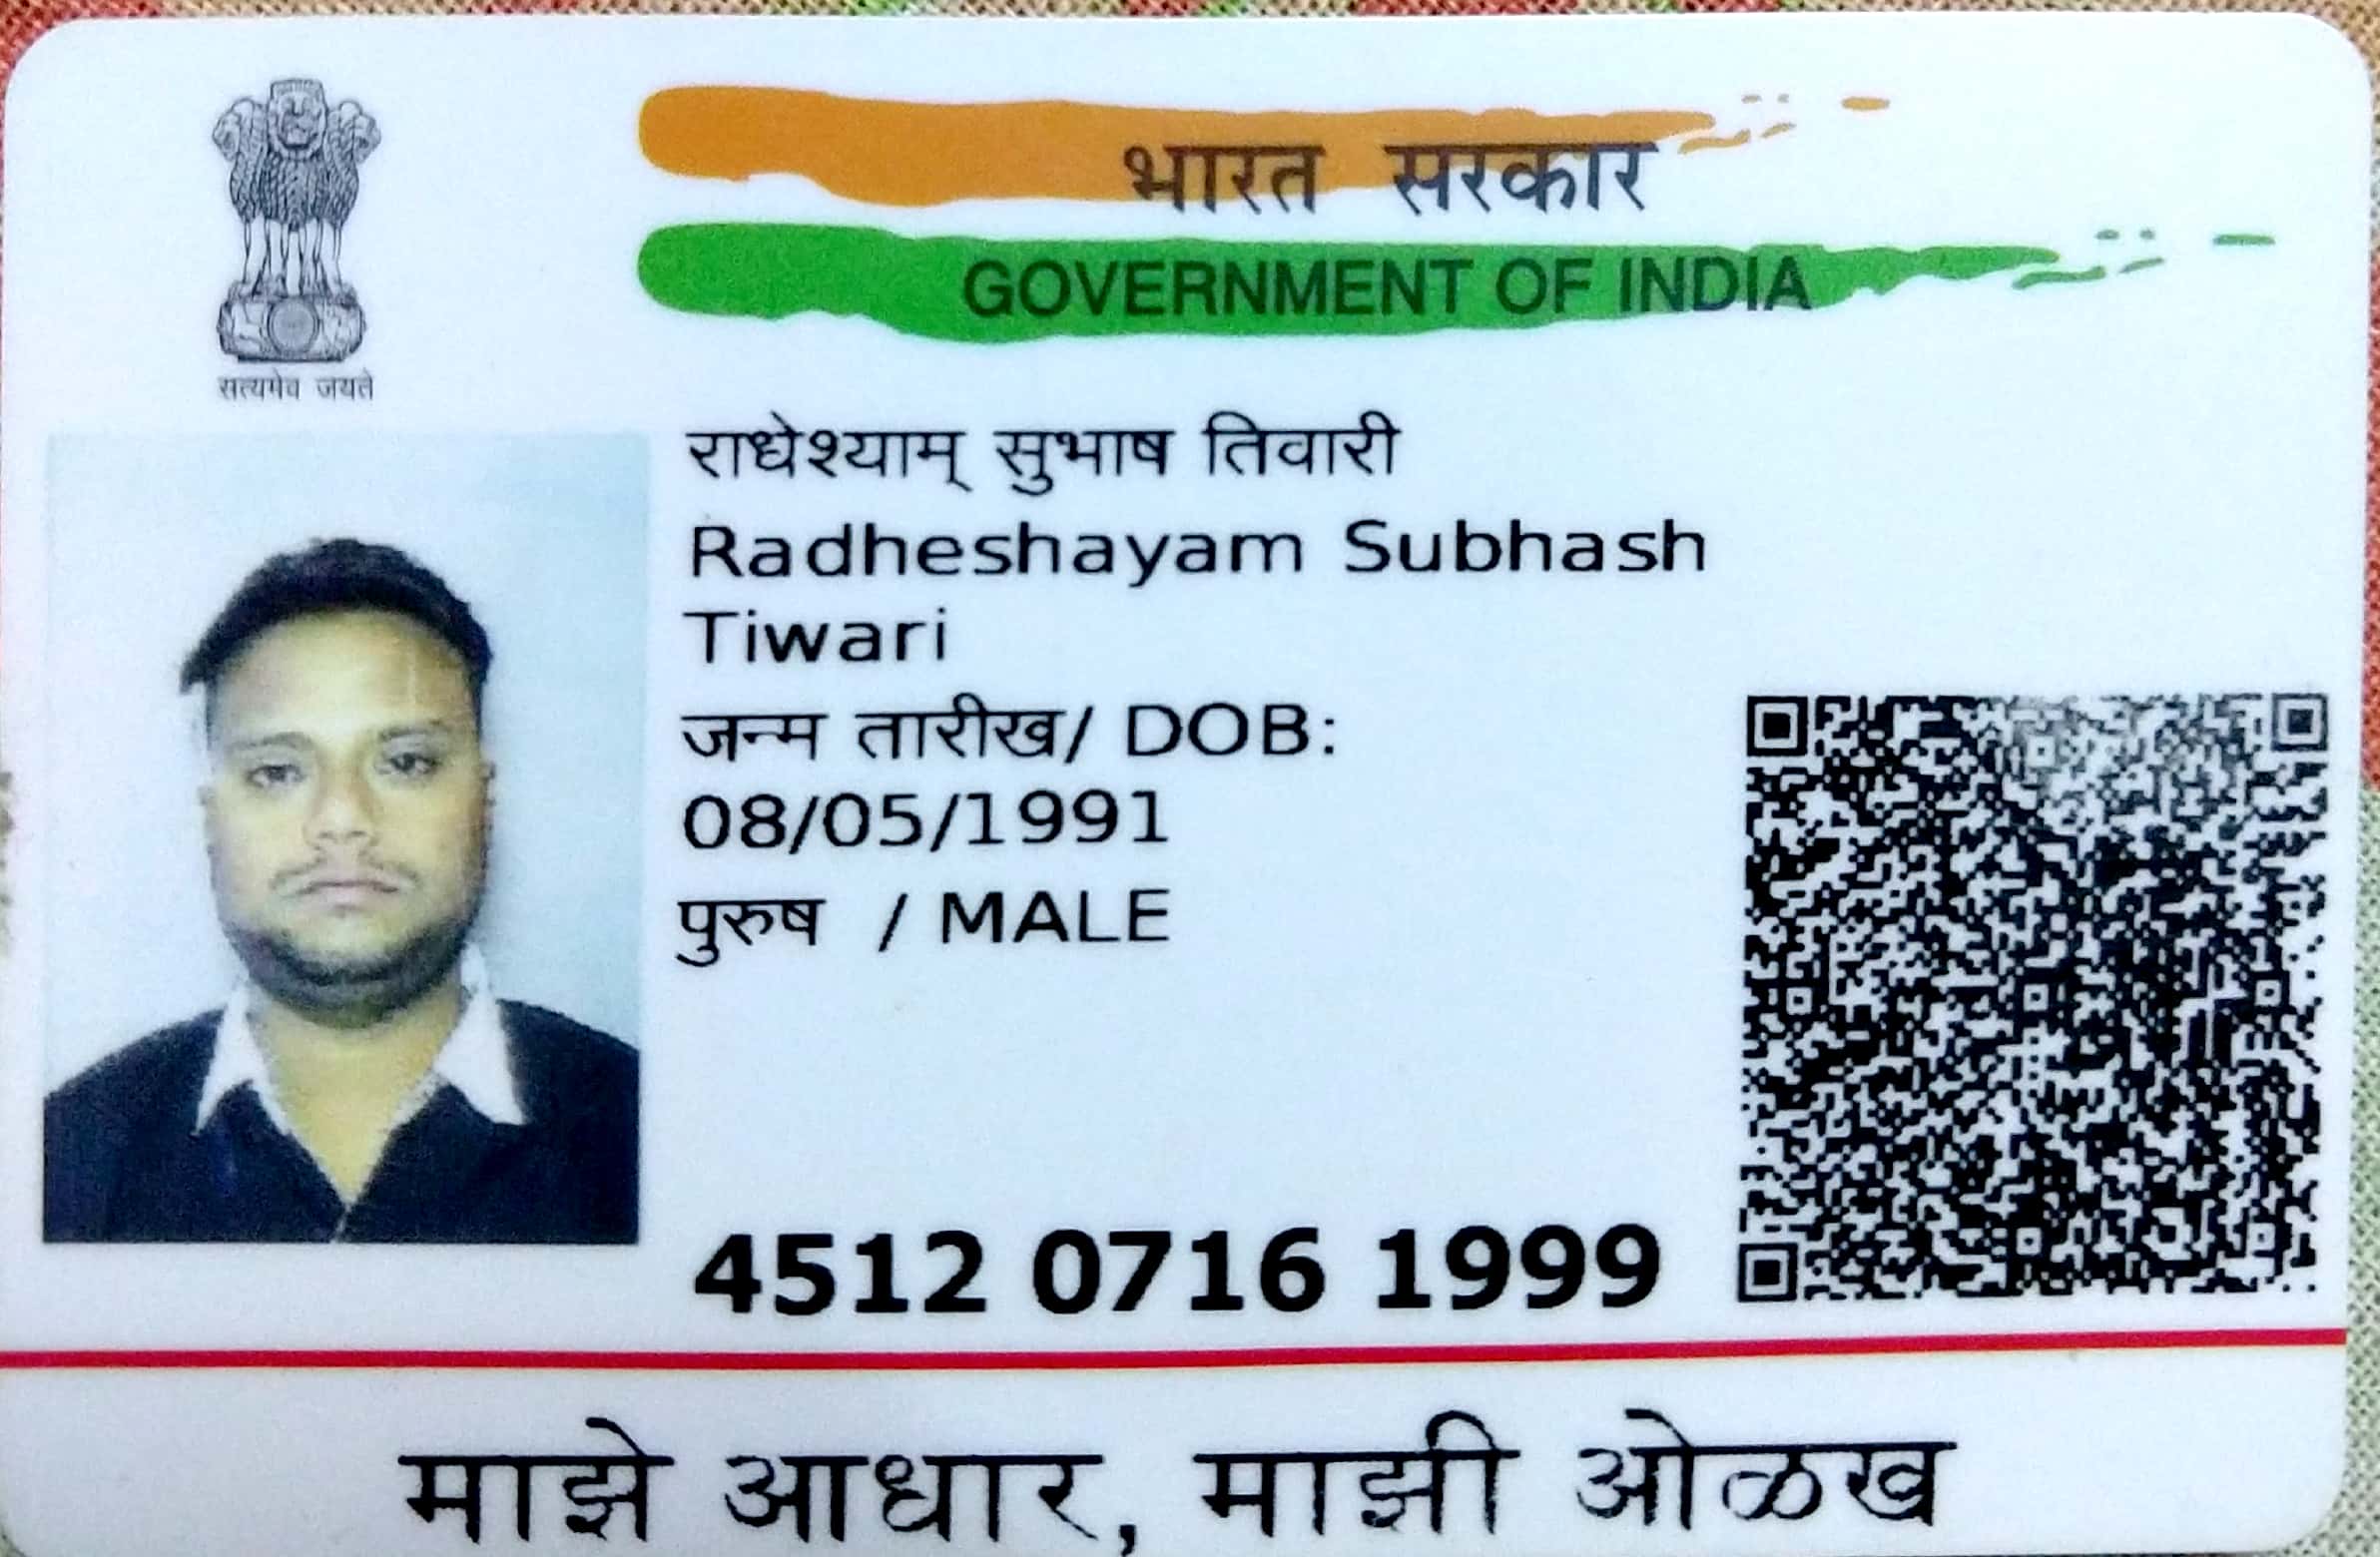 भारत सरकार
GOVERNMENT OF INDIA
सत्यमेव जयते
राधेश्याम् सुभाष तिवारी
Radheshayam Subhash
Tiwari
जन्म तारीख/ DOB:
08/05/1991
पुरुष / MALE
4512 0716 1999
माझे आधार, माझी ओळख